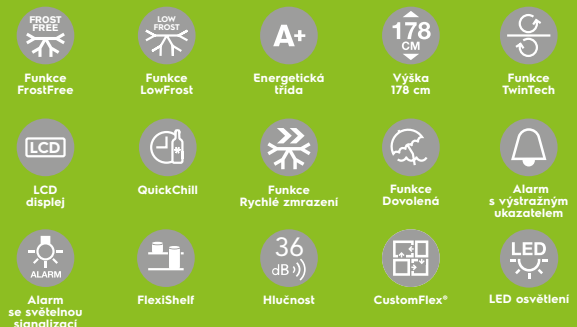 FROST
FREE
Funkce
FrostFree
LOW
FROST
Funkce
LowFrost
A+
Energetická
třída
178
CM
Výška
178 cm
Funkce
TwinTech
LCD
LCD
displej
QuickChill
Funkce
Rychlé zmrazení
Funkce
Dovolená
Alarm
s výstražným
ukazatelem
ALARM
Alarm
se světelnou
signalizací
FlexiShelf
36
dB
Hlučnost
CustomFlex®
LED
LED osvětlení